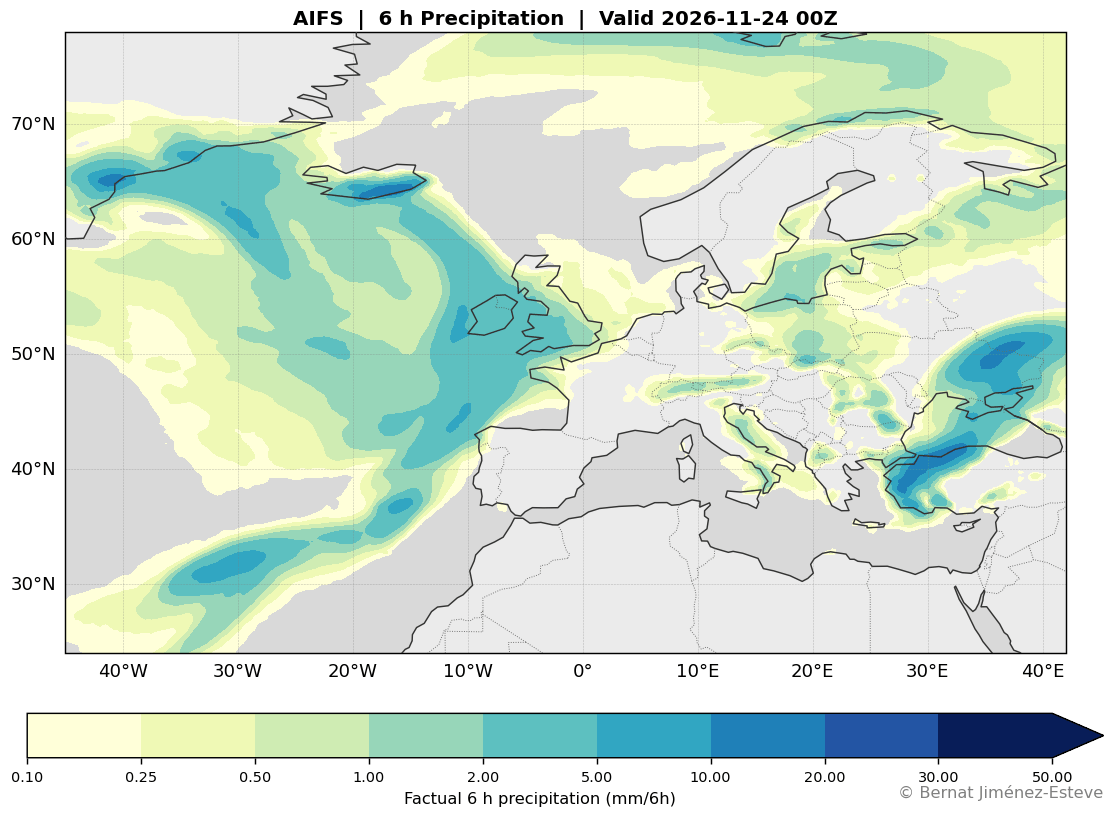 AIFS | 6 h Precipitation | Valid 2026-11-24 00Z
70°N
60°N
50°N
40°N
30°N
40°W 30°W 20°W 10°W 0° 10°E 20°E 30°E 40°E
0.10 0.25 0.50 1.00 2.00 5.00 10.00 20.00 30.00 50.00
Factual 6 h precipitation (mm/6h)
© Bernat Jiménez-Esteve